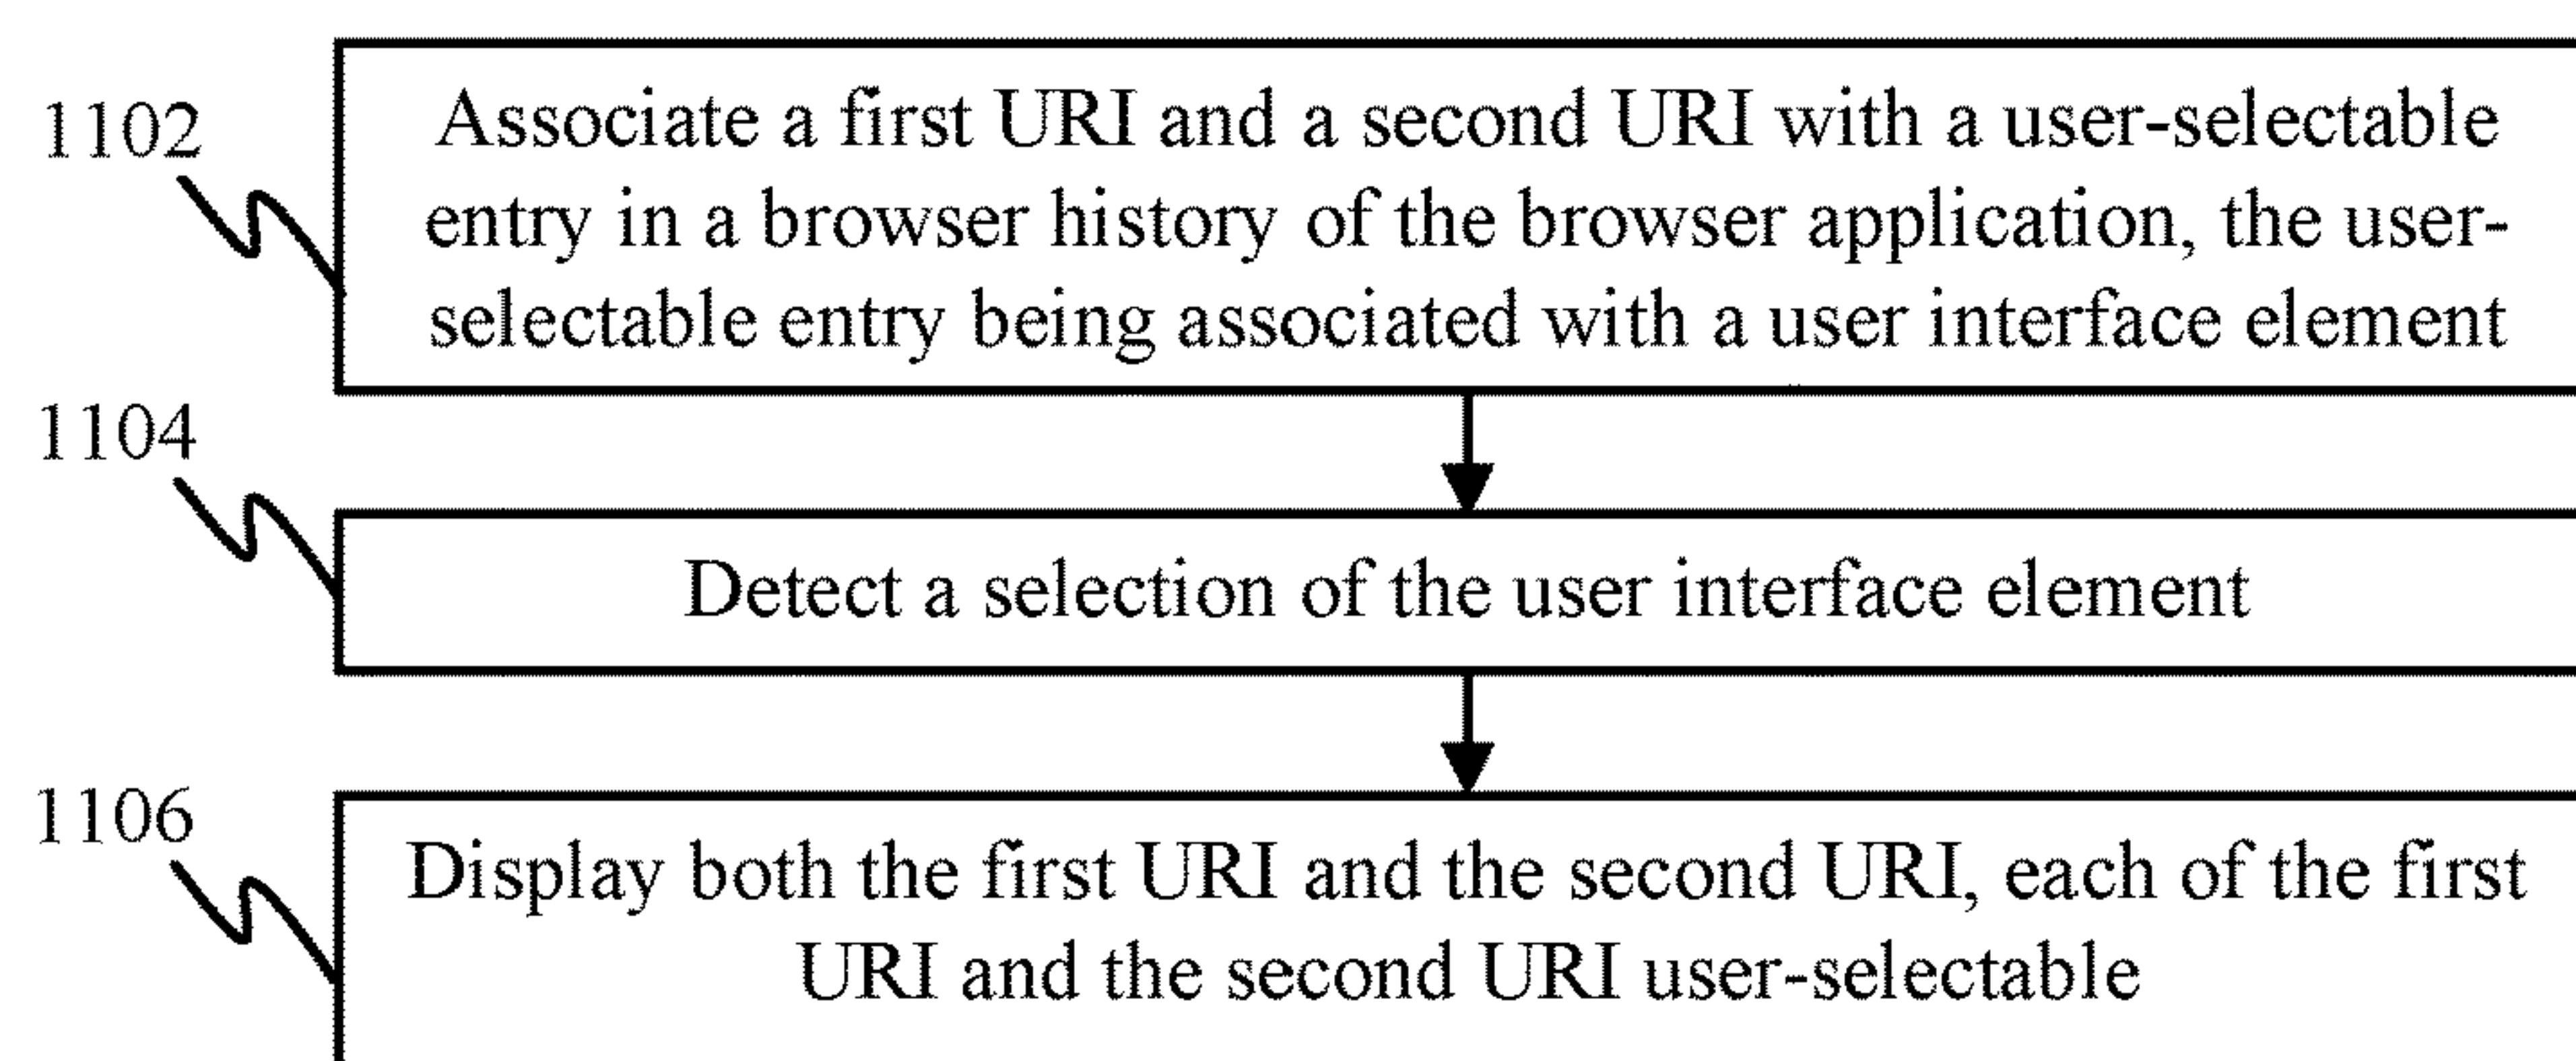 1102
Associate a first URI and a second URI with a user-selectable
entry in a browser history of the browser application, the user-
selectable entry being associated with a user interface element
1104
Detect a selection of the user interface element
1106
Display both the first URI and the second URI, each of the first
URI and the second URI user-selectable